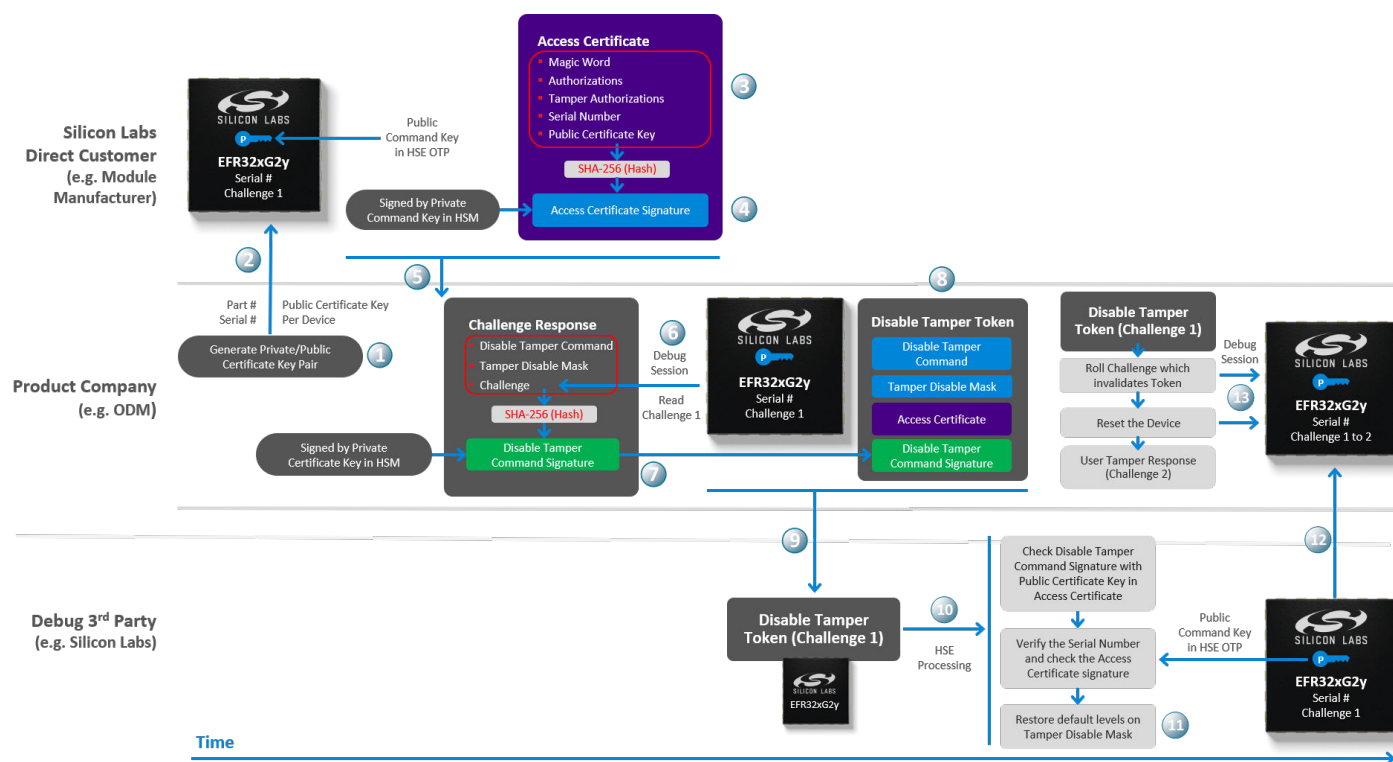 Access Certificate
Magic Word
Authorizations
Tamper Authorizations
Serial Number
Public Certificate Key
SHA-256 (Hash)
Access Certificate Signature
3
4
Silicon Labs
Direct Customer
(e.g. Module
Manufacturer)
SILICON LABS
P
EFR32xG2y
Serial #
Challenge 1
Public
Command Key
in HSE OTP
Signed by Private
Command Key in HSM
2
5
8
Part #
Serial #
Public Certificate Key
Per Device
Generate Private/Public
Certificate Key Pair
1
Product Company
(e.g. ODM)
Challenge Response
Disable Tamper Command
Tamper Disable Mask
Challenge
SHA-256 (Hash)
Disable Tamper
Command Signature
Signed by Private
Certificate Key in HSM
6
Debug
Session
Read
Challenge 1
7
SILICON LABS
P
EFR32xG2y
Serial #
Challenge 1
Disable Tamper Token
Disable Tamper
Command
Tamper Disable Mask
Access Certificate
Disable Tamper
Command Signature
Disable Tamper
Token (Challenge 1)
Roll Challenge which
invalidates Token
Reset the Device
User Tamper Response
(Challenge 2)
Debug
Session
13
SILICON LABS
P
EFR32xG2y
Serial #
Challenge 1 to 2
9
12
Debug 3rd Party
(e.g. Silicon Labs)
Disable Tamper
Token (Challenge 1)
SILICON LABS
EFR32xG2y
10
HSE
Processing
Check Disable Tamper
Command Signature with
Public Certificate Key in
Access Certificate
Verify the Serial Number
and check the Access
Certificate signature
Restore default levels on
Tamper Disable Mask
11
Public
Command Key
in HSE OTP
SILICON LABS
P
EFR32xG2y
Serial #
Challenge 1
Time